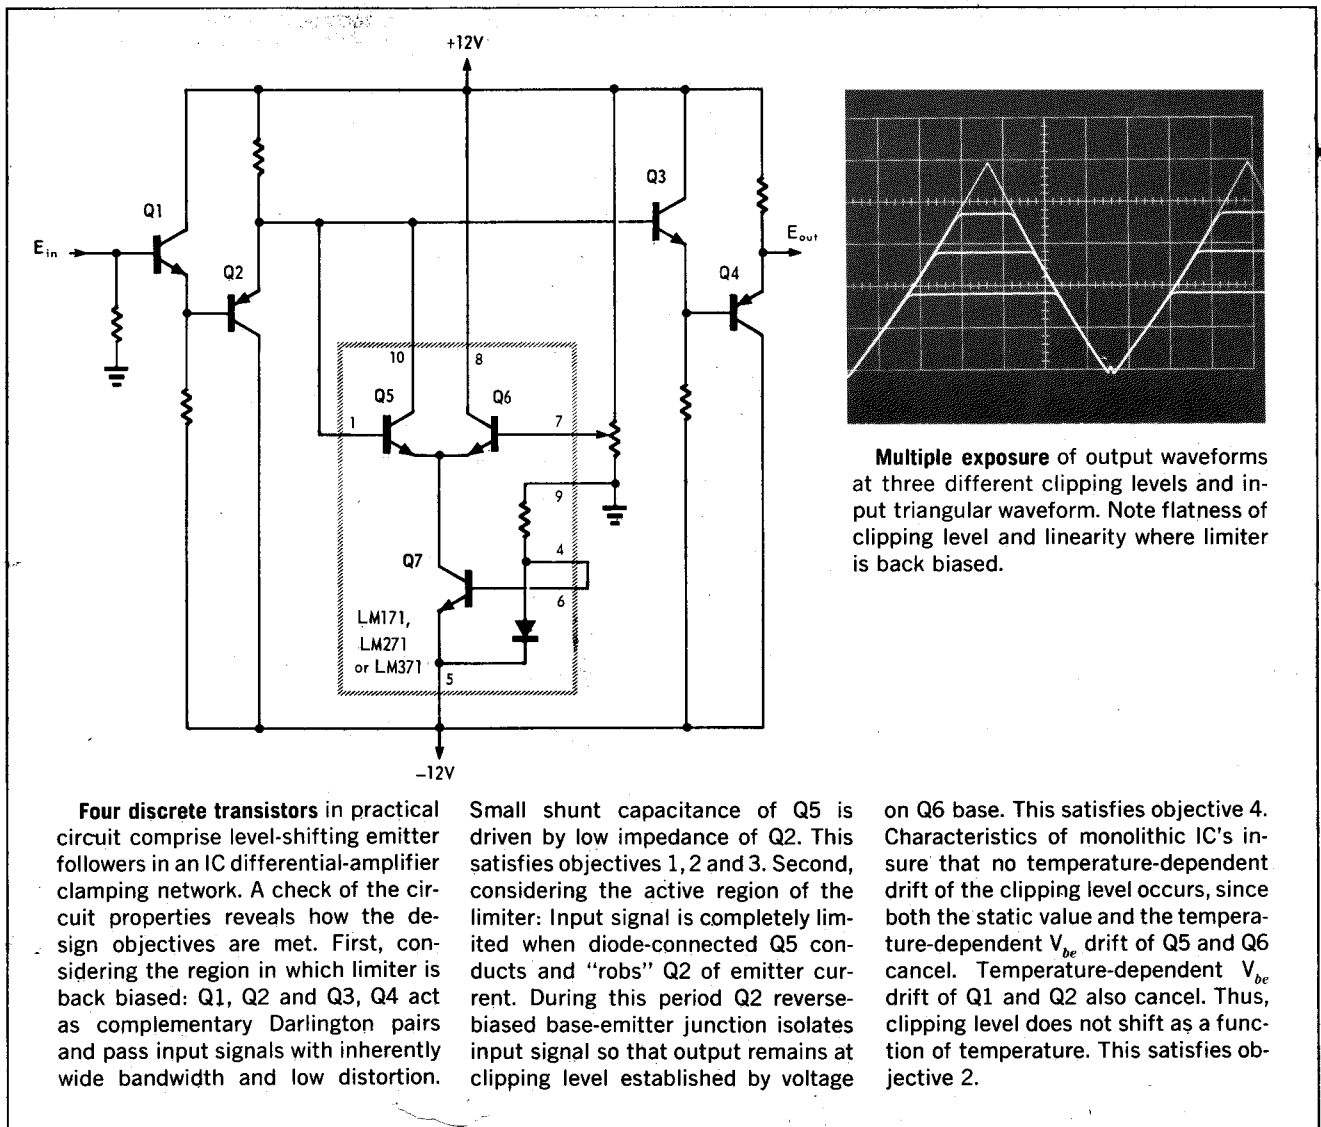 +12V
Q1
Q3
E in
E out
Q2
Q4
10
8
Q5
Q6
1
7
9
4
Q7
6
LM171,
LM271
or LM371
5
−12V
Multiple exposure of output waveforms
at three different clipping levels and in-
put triangular waveform. Note flatness of
clipping level and linearity where limiter
is back biased.
Four discrete transistors in practical
circuit comprise level-shifting emitter
followers in an IC differential-amplifier
clamping network. A check of the cir-
cuit properties reveals how the de-
sign objectives are met. First, con-
sidering the region in which limiter is
back biased: Q1, Q2 and Q3, Q4 act
as complementary Darlington pairs
and pass input signals with inherently
wide bandwidth and low distortion.
Small shunt capacitance of Q5 is
driven by low impedance of Q2. This
satisfies objectives 1, 2 and 3. Second,
considering the active region of the
limiter: Input signal is completely lim-
ited when diode-connected Q5 con-
ducts and “robs” Q2 of emitter cur-
rent. During this period Q2 reverse-
biased base-emitter junction isolates
input signal so that output remains at
clipping level established by voltage
on Q6 base. This satisfies objective 4.
Characteristics of monolithic IC's in-
sure that no temperature-dependent
drift of the clipping level occurs, since
both the static value and the tempera-
ture-dependent Vbe drift of Q5 and Q6
cancel. Temperature-dependent Vbe
drift of Q1 and Q2 also cancel. Thus,
clipping level does not shift as a func-
tion of temperature. This satisfies ob-
jective 2.